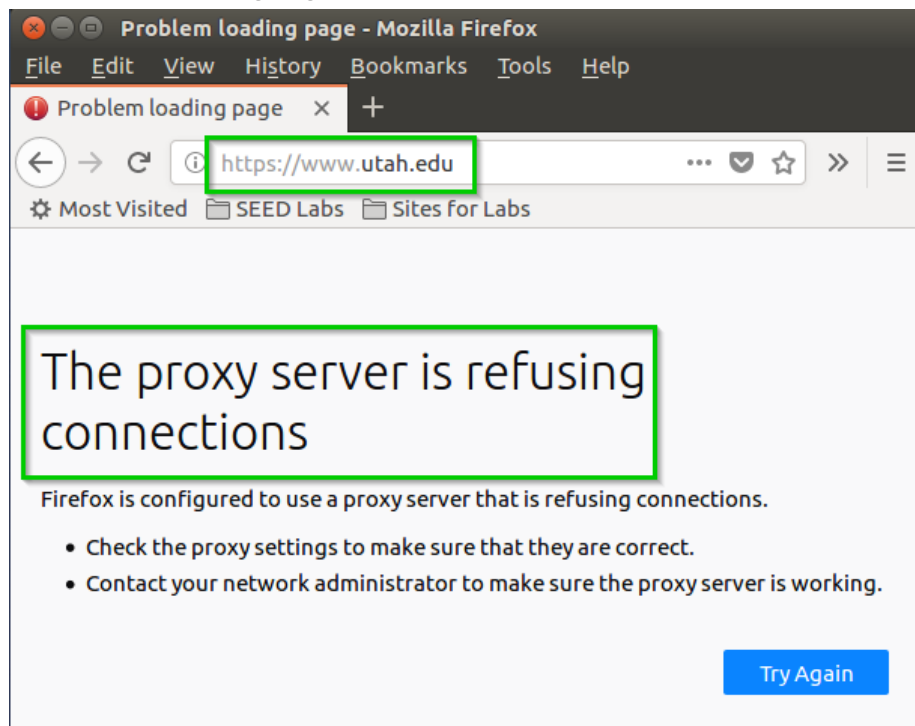 Problem loading page - Mozilla Firefox
File Edit View History Bookmarks Tools Help
Problem loading page
https://www.utah.edu
Most Visited SEED Labs Sites for Labs
The proxy server is refusing
connections
Firefox is configured to use a proxy server that is refusing connections.
• Check the proxy settings to make sure that they are correct.
• Contact your network administrator to make sure the proxy server is working.
Try Again